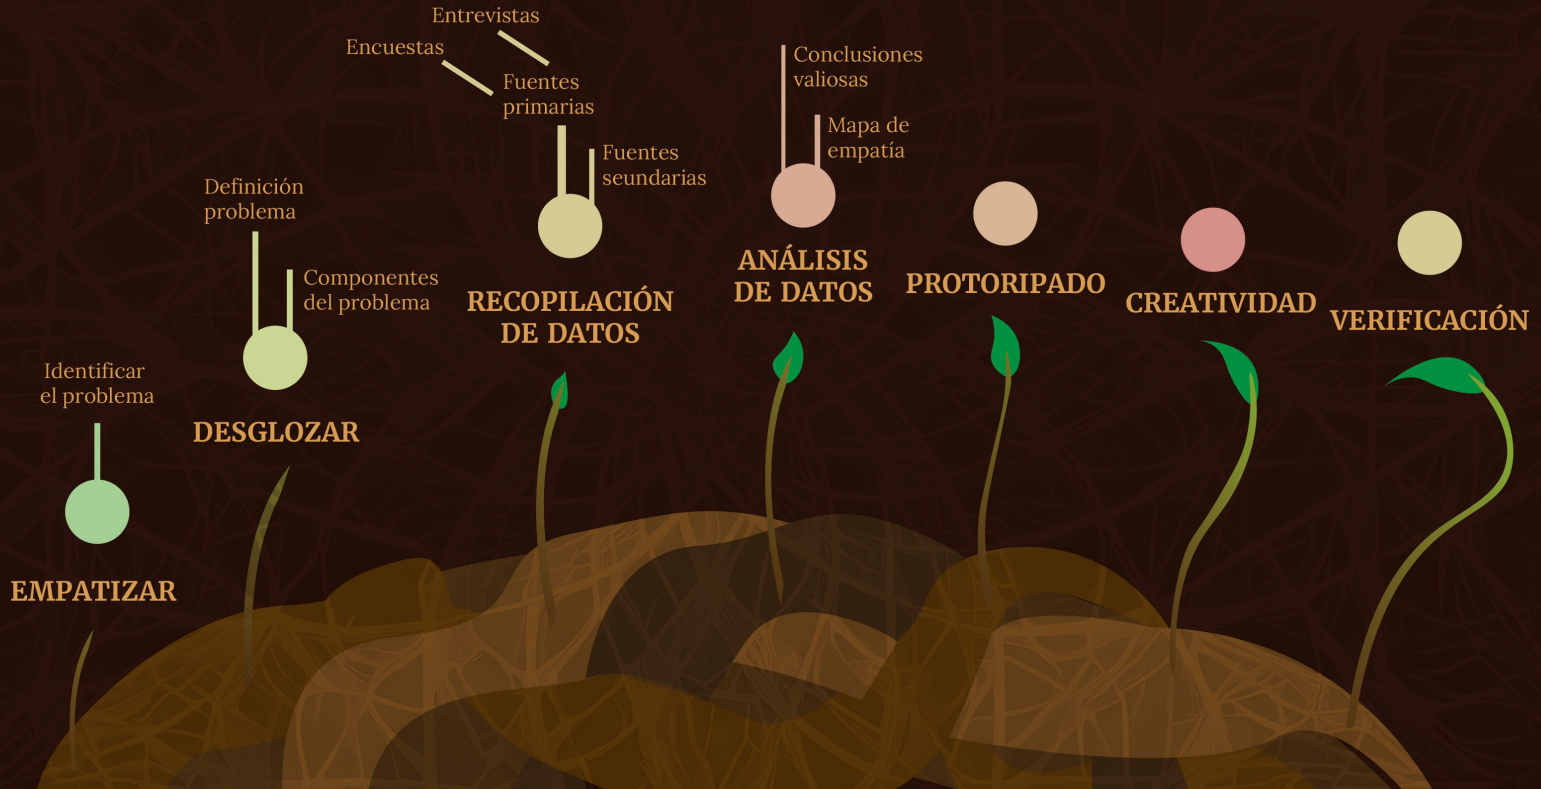 Identificar
el problema
EMPATIZAR
Definición
problema
Componentes
del problema
DESGLOZAR
Entrevistas
Encuestas
Fuentes
primarias
Fuentes
seundarias
RECOPILACIÓN
DE DATOS
Conclusiones
valiosas
Mapa de
empatía
ANÁLISIS
DE DATOS
PROTORIPADO
CREATIVIDAD
VERIFICACIÓN